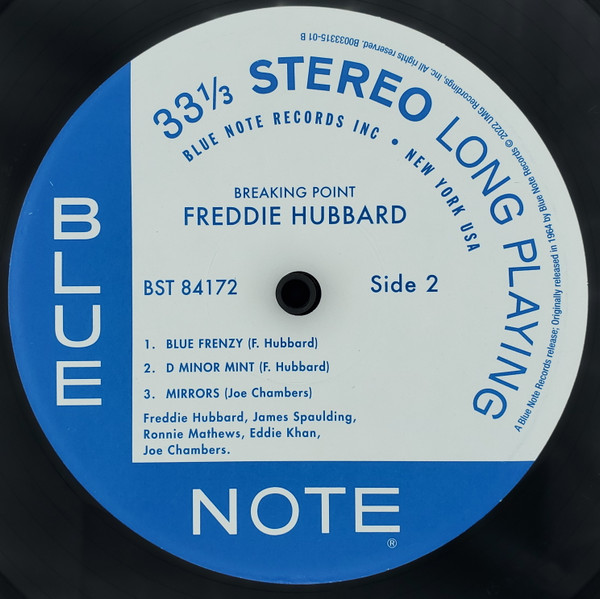 33⅓ STEREO LONG PLAYING
BLUE NOTE RECORDS INC • NEW YORK USA
A Blue Note Records release; Originally released in 1964 by Blue Note Records ℗ 2022 UMG Recordings, Inc. All rights reserved. B0033315-01 B
BREAKING POINT
FREDDIE HUBBARD
BST 84172 Side 2
1. BLUE FRENZY (F. Hubbard)
2. D MINOR MINT (F. Hubbard)
3. MIRRORS (Joe Chambers)
Freddie Hubbard, James Spaulding,
Ronnie Mathews, Eddie Khan,
Joe Chambers.
BLUE
NOTE
®